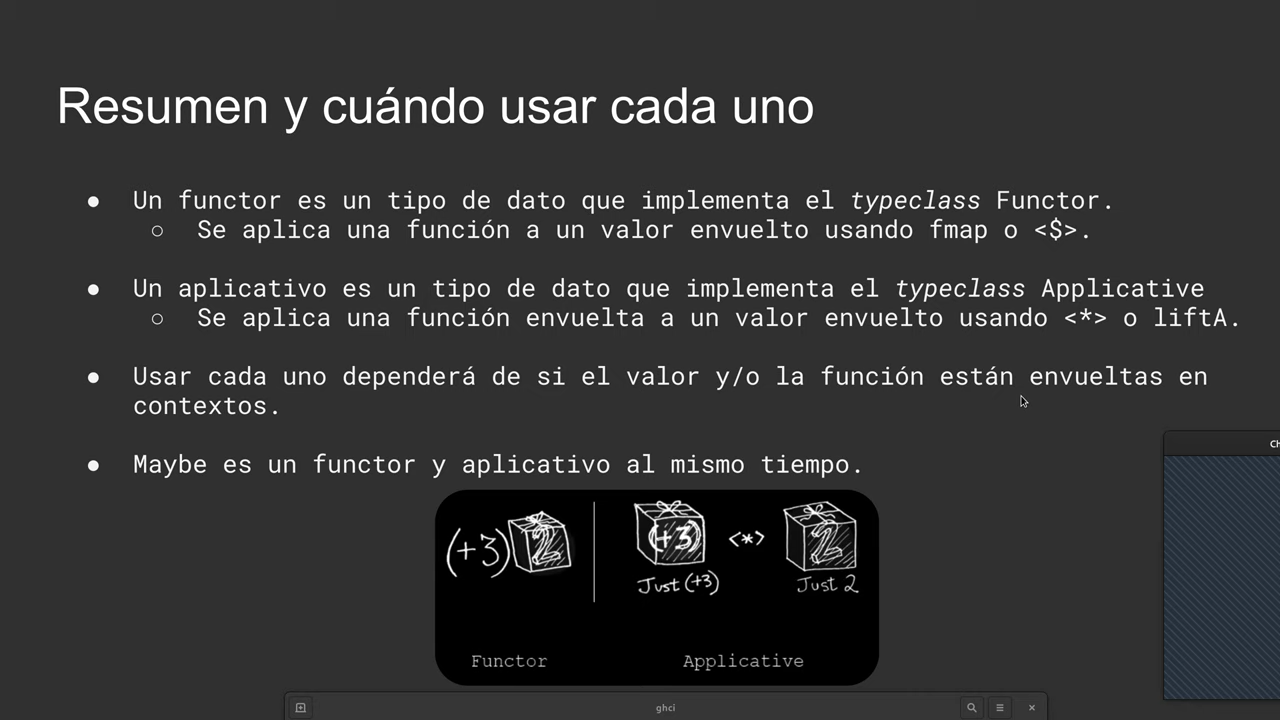 Resumen y cuándo usar cada uno
● Un functor es un tipo de dato que implementa el typeclass Functor.
○ Se aplica una función a un valor envuelto usando fmap o <$>.
● Un aplicativo es un tipo de dato que implementa el typeclass Applicative
○ Se aplica una función envuelta a un valor envuelto usando <*> o liftA.
● Usar cada uno dependerá de si el valor y/o la función están envueltas en
contextos.
● Maybe es un functor y aplicativo al mismo tiempo.
(+3) 2 (+3) <*> 2
Just (+3) Just 2
Functor Applicative
ghci